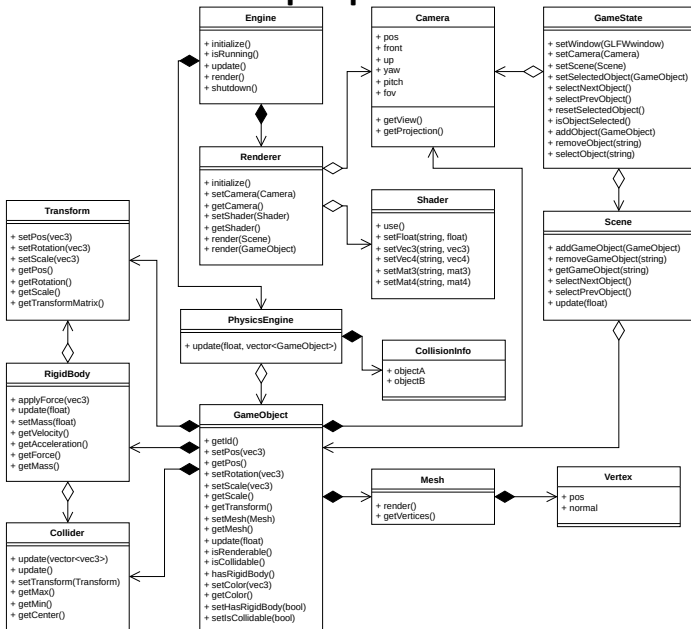 Engine
+ initialize()
+ isRunning()
+ update()
+ render()
+ shutdown()
Camera
+ pos
+ front
+ up
+ yaw
+ pitch
+ fov
+ getView()
+ getProjection()
GameState
+ setWindow(GLFWwindow)
+ setCamera(Camera)
+ setScene(Scene)
+ setSelectedObject(GameObject)
+ selectNextObject()
+ selectPrevObject()
+ resetSelectedObject()
+ isObjectSelected()
+ addObject(GameObject)
+ removeObject(string)
+ selectObject(string)
Renderer
+ initialize()
+ setCamera(Camera)
+ getCamera()
+ setShader(Shader)
+ getShader()
+ render(Scene)
+ render(GameObject)
Shader
+ use()
+ setFloat(string, float)
+ setVec3(string, vec3)
+ setVec4(string, vec4)
+ setMat3(string, mat3)
+ setMat4(string, mat4)
Transform
+ setPos(vec3)
+ setRotation(vec3)
+ setScale(vec3)
+ getPos()
+ getRotation()
+ getScale()
+ getTransformMatrix()
Scene
+ addGameObject(GameObject)
+ removeGameObject(string)
+ getGameObject(string)
+ selectNextObject()
+ selectPrevObject()
+ update(float)
PhysicsEngine
+ update(float, vector<GameObject>)
CollisionInfo
+ objectA
+ objectB
RigidBody
+ applyForce(vec3)
+ update(float)
+ setMass(float)
+ getVelocity()
+ getAcceleration()
+ getForce()
+ getMass()
GameObject
+ getId()
+ setPos(vec3)
+ getPos()
+ setRotation(vec3)
+ setScale(vec3)
+ getScale()
+ getTransform()
+ setMesh(Mesh)
+ getMesh()
+ update(float)
+ isRenderable()
+ isCollidable()
+ hasRigidBody()
+ setColor(vec3)
+ getColor()
+ setHasRigidBody(bool)
+ setIsCollidable(bool)
Mesh
+ render()
+ getVertices()
Vertex
+ pos
+ normal
Collider
+ update(vector<vec3>)
+ update()
+ setTransform(Transform)
+ getMax()
+ getMin()
+ getCenter()